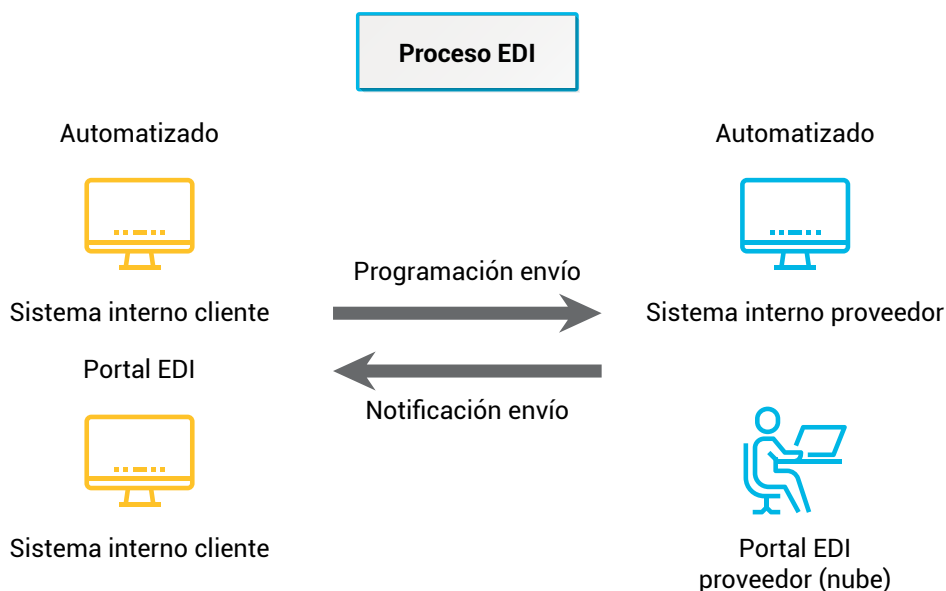 Proceso EDI
Automatizado
Automatizado
Programación envío
Sistema interno cliente
Sistema interno proveedor
Portal EDI
Notificación envío
Sistema interno cliente
Portal EDI
proveedor (nube)